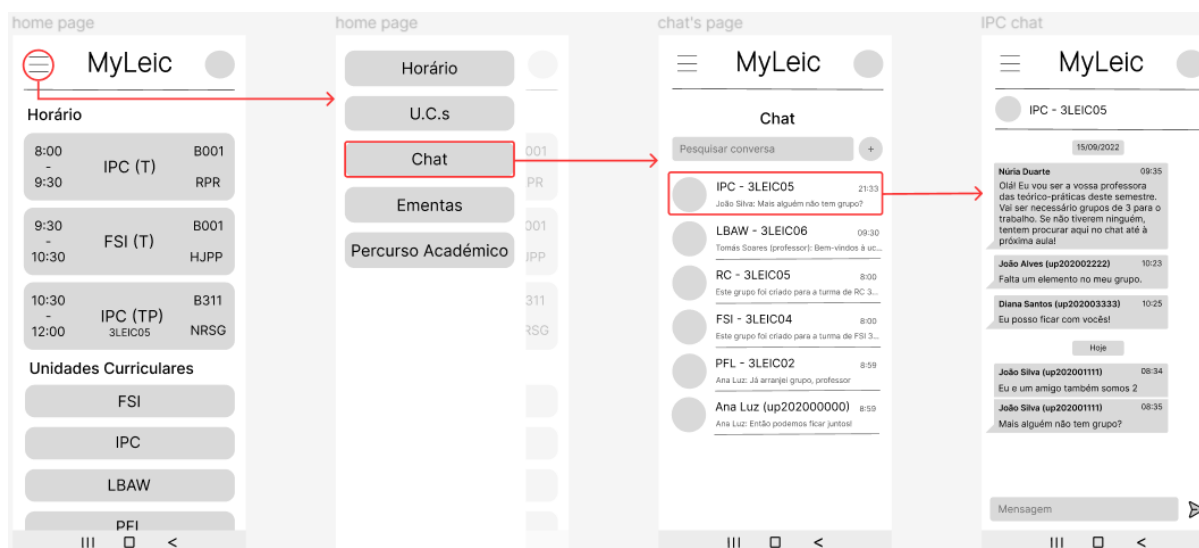 home page
MyLeic
Horário
8:00
-
9:30
IPC (T)
B001
RPR
9:30
-
10:30
FSI (T)
B001
HJPP
10:30
-
12:00
IPC (TP)
3LEIC05
B311
NRSG
Unidades Curriculares
FSI
IPC
LBAW
PFL
home page
Horário
U.C.s
Chat
Ementas
Percurso Académico
001
PR
001
JPP
311
RSG
chat's page
MyLeic
Chat
Pesquisar conversa
+
IPC - 3LEIC05
21:33
João Silva: Mais alguém não tem grupo?
LBAW - 3LEIC06
09:30
Tomás Soares (professor): Bem-vindos à uc...
RC - 3LEIC05
8:00
Este grupo foi criado para a turma de RC 3...
FSI - 3LEIC04
8:00
Este grupo foi criado para a turma de FSI 3...
PFL - 3LEIC02
8:59
Ana Luz: Já arranjei grupo, professor
Ana Luz (up202000000)
8:59
Ana Luz: Então podemos ficar juntos!
IPC chat
MyLeic
IPC - 3LEIC05
15/09/2022
Núria Duarte
09:35
Olá! Eu vou ser a vossa professora
das teórico-práticas deste semestre.
Vai ser necessário grupos de 3 para o
trabalho. Se não tiverem ninguém,
tentem procurar aqui no chat até à
próxima aula!
João Alves (up202002222)
10:23
Falta um elemento no meu grupo.
Diana Santos (up202003333)
10:25
Eu posso ficar com vocês!
Hoje
João Silva (up202001111)
08:34
Eu e um amigo também somos 2
João Silva (up202001111)
08:35
Mais alguém não tem grupo?
Mensagem